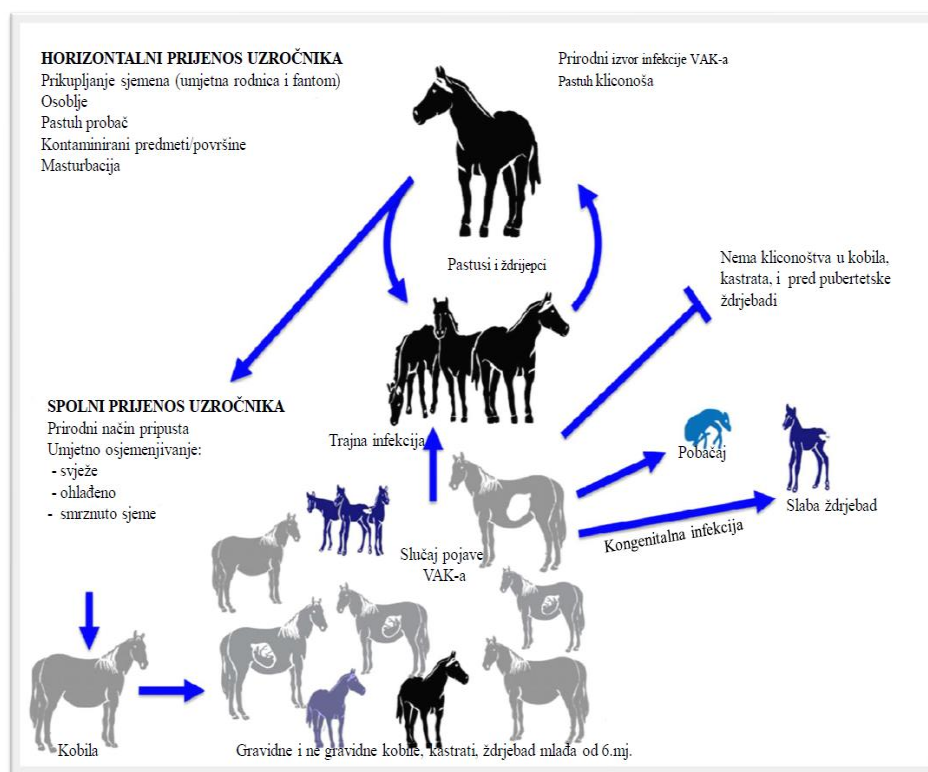 HORIZONTALNI PRIJENOS UZROČNIKA
Prikupljanje sjemena (umjetna rodnica i fantom)
Osoblje
Pastuh probač
Kontaminirani predmeti/površine
Masturbacija
Prirodni izvor infekcije VAK-a
Pastuh kliconoša
Pastusi i ždrijepci
Nema kliconoštva u kobila,
kastrata, i pred pubertetske
ždrjebadi
SPOLNI PRIJENOS UZROČNIKA
Prirodni način pripusta
Umjetno osjemenjivanje:
- svježe
- ohlađeno
- smrznuto sjeme
Trajna infekcija
Pobačaj
Slaba ždrjebad
Kongenitalna infekcija
Slučaj pojave
VAK-a
Kobila
Gravidne i ne gravidne kobile, kastrati, ždrjebad mlađa od 6.mj.